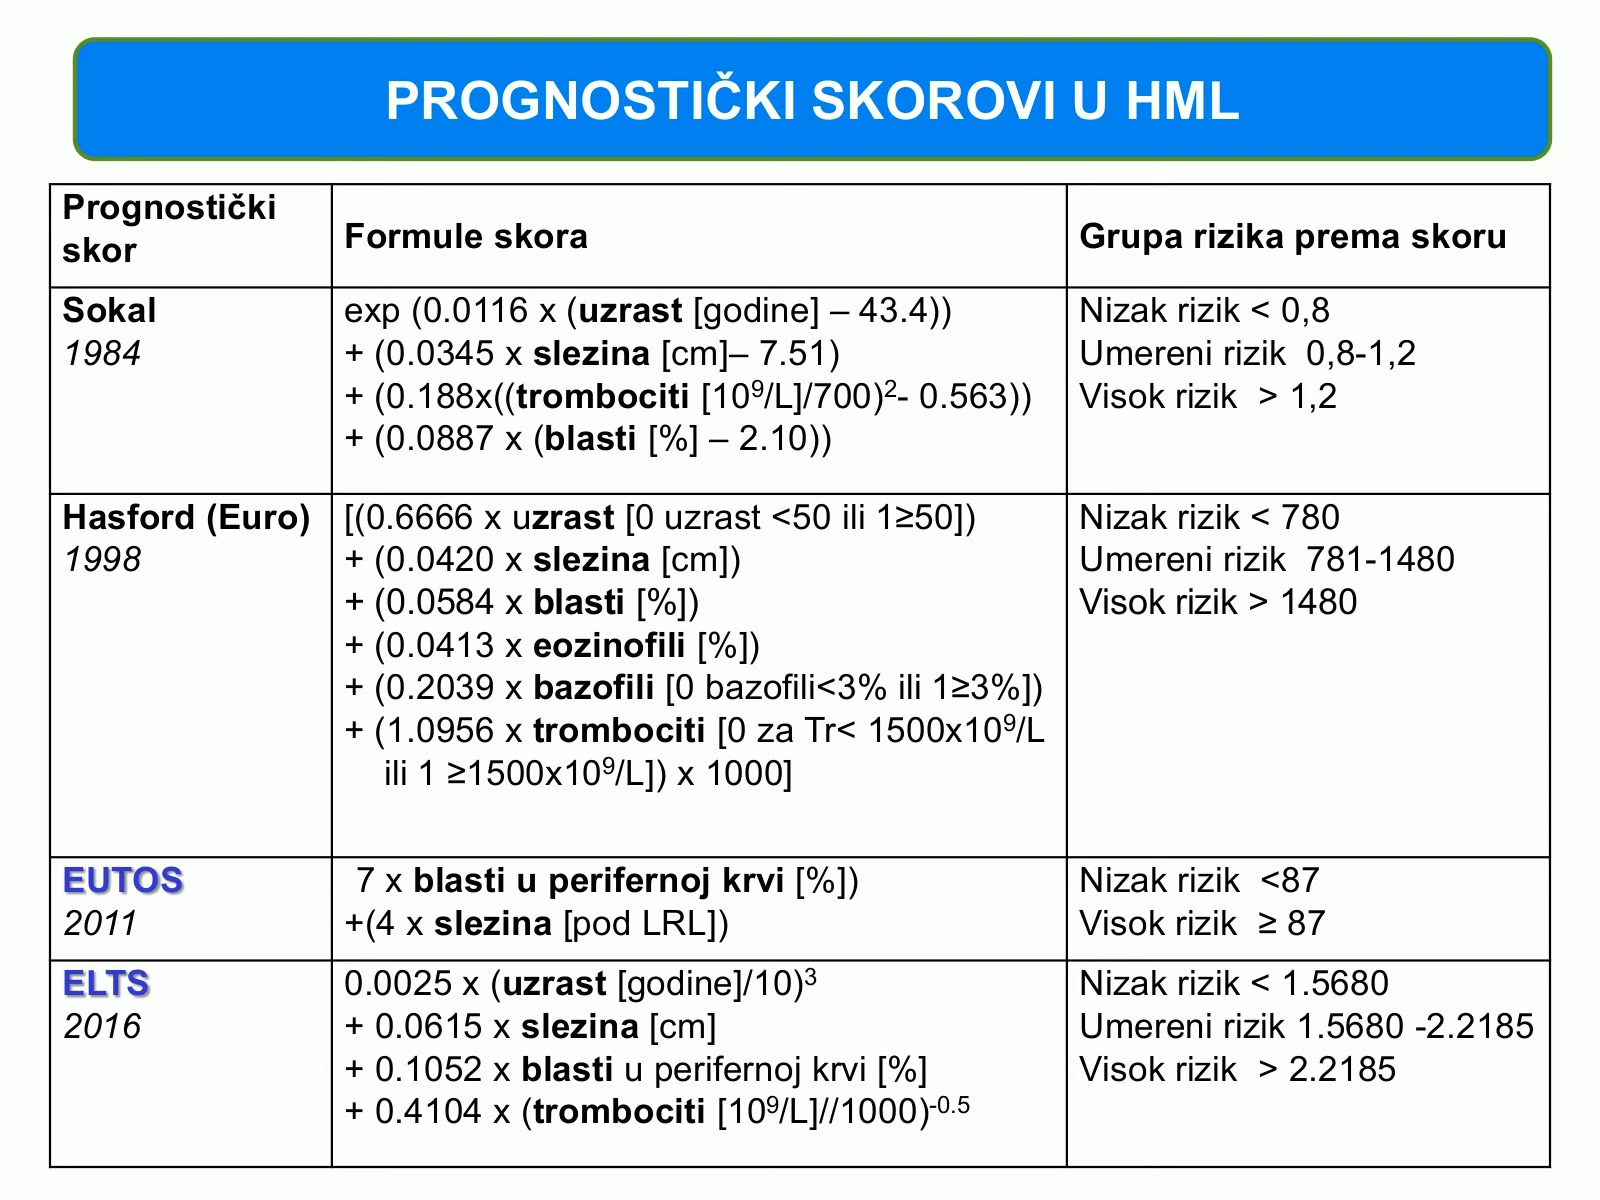 PROGNOSTIČKI SKOROVI U HML
Prognostički
skor
Formule skora
Grupa rizika prema skoru
Sokal
1984
exp (0.0116 x (uzrast [godine] – 43.4))
+ (0.0345 x slezina [cm]– 7.51)
+ (0.188x((trombociti [10⁹/L]/700)²- 0.563))
+ (0.0887 x (blasti [%] – 2.10))
Nizak rizik < 0,8
Umereni rizik  0,8-1,2
Visok rizik  > 1,2
Hasford (Euro)
1998
[(0.6666 x uzrast [0 uzrast <50 ili 1≥50])
+ (0.0420 x slezina [cm])
+ (0.0584 x blasti [%])
+ (0.0413 x eozinofili [%])
+ (0.2039 x bazofili [0 bazofili<3% ili 1≥3%])
+ (1.0956 x trombociti [0 za Tr< 1500x10⁹/L
ili 1 ≥1500x10⁹/L]) x 1000]
Nizak rizik < 780
Umereni rizik  781-1480
Visok rizik > 1480
EUTOS
2011
7 x blasti u perifernoj krvi [%])
+(4 x slezina [pod LRL])
Nizak rizik  <87
Visok rizik  ≥ 87
ELTS
2016
0.0025 x (uzrast [godine]/10)³
+ 0.0615 x slezina [cm]
+ 0.1052 x blasti u perifernoj krvi [%]
+ 0.4104 x (trombociti [10⁹/L]//1000)⁻⁰·⁵
Nizak rizik < 1.5680
Umereni rizik 1.5680 -2.2185
Visok rizik  > 2.2185